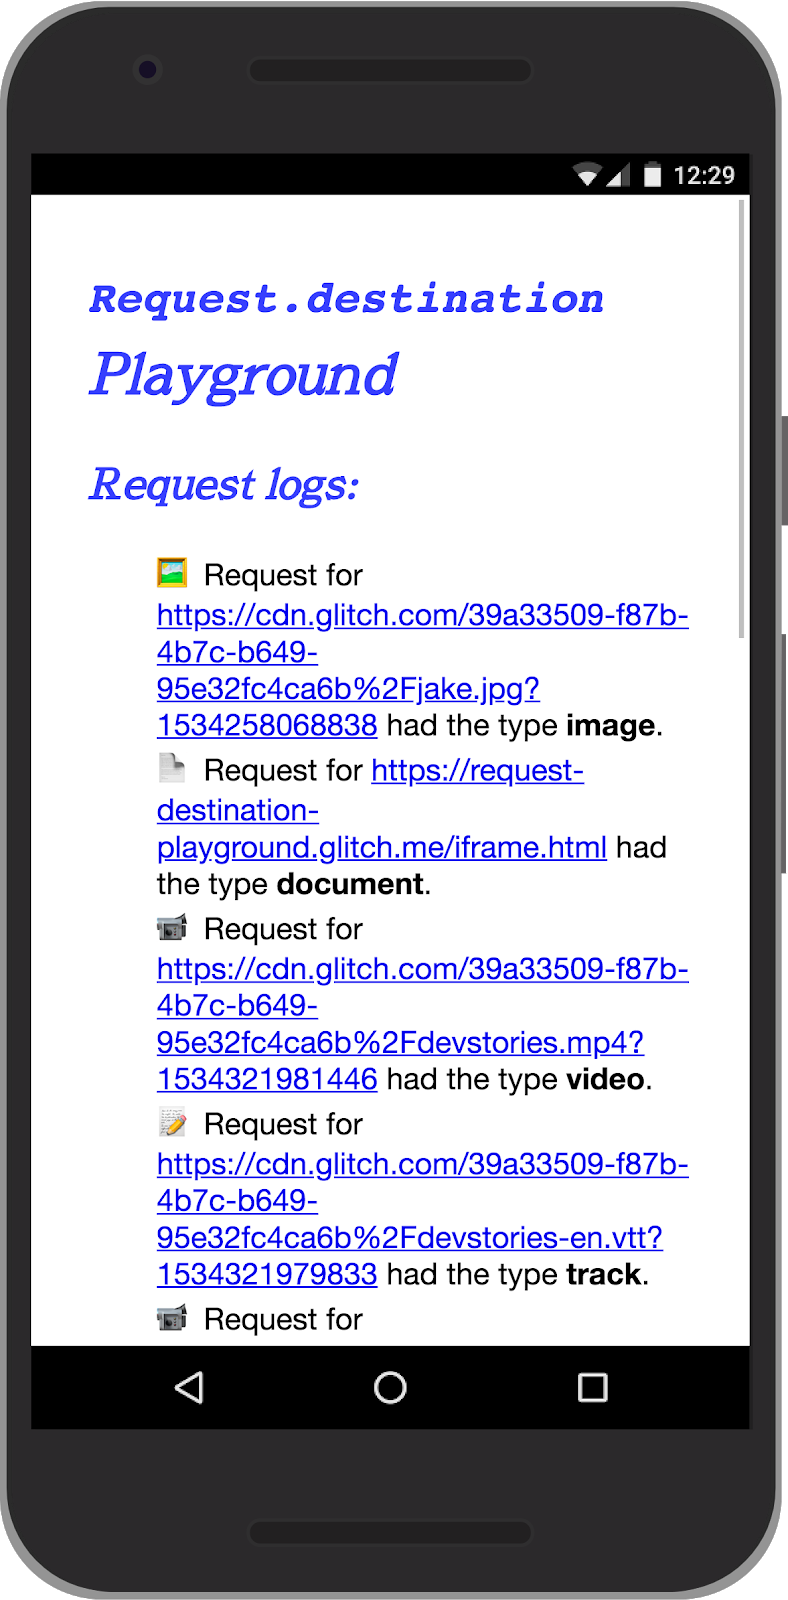 12:29
Request.destination
Playground
Request logs:
Request for
https://cdn.glitch.com/39a33509-f87b-
4b7c-b649-
95e32fc4ca6b%2Fjake.jpg?
1534258068838 had the type image.
Request for https://request-
destination-
playground.glitch.me/iframe.html had
the type document.
Request for
https://cdn.glitch.com/39a33509-f87b-
4b7c-b649-
95e32fc4ca6b%2Fdevstories.mp4?
1534321981446 had the type video.
Request for
https://cdn.glitch.com/39a33509-f87b-
4b7c-b649-
95e32fc4ca6b%2Fdevstories-en.vtt?
1534321979833 had the type track.
Request for